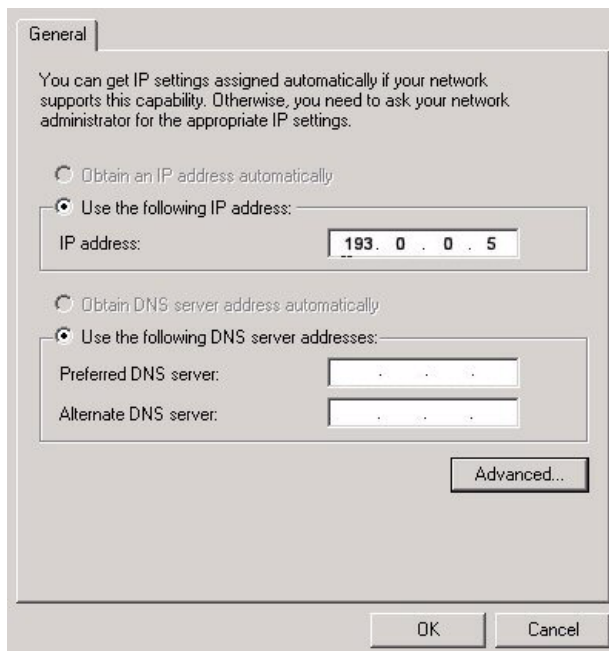 General
You can get IP settings assigned automatically if your network
supports this capability. Otherwise, you need to ask your network
administrator for the appropriate IP settings.
Obtain an IP address automatically
Use the following IP address:
IP address: 193. 0 . 0 . 5
Obtain DNS server address automatically
Use the following DNS server addresses:
Preferred DNS server: . . .
Alternate DNS server: . . .
Advanced...
OK Cancel